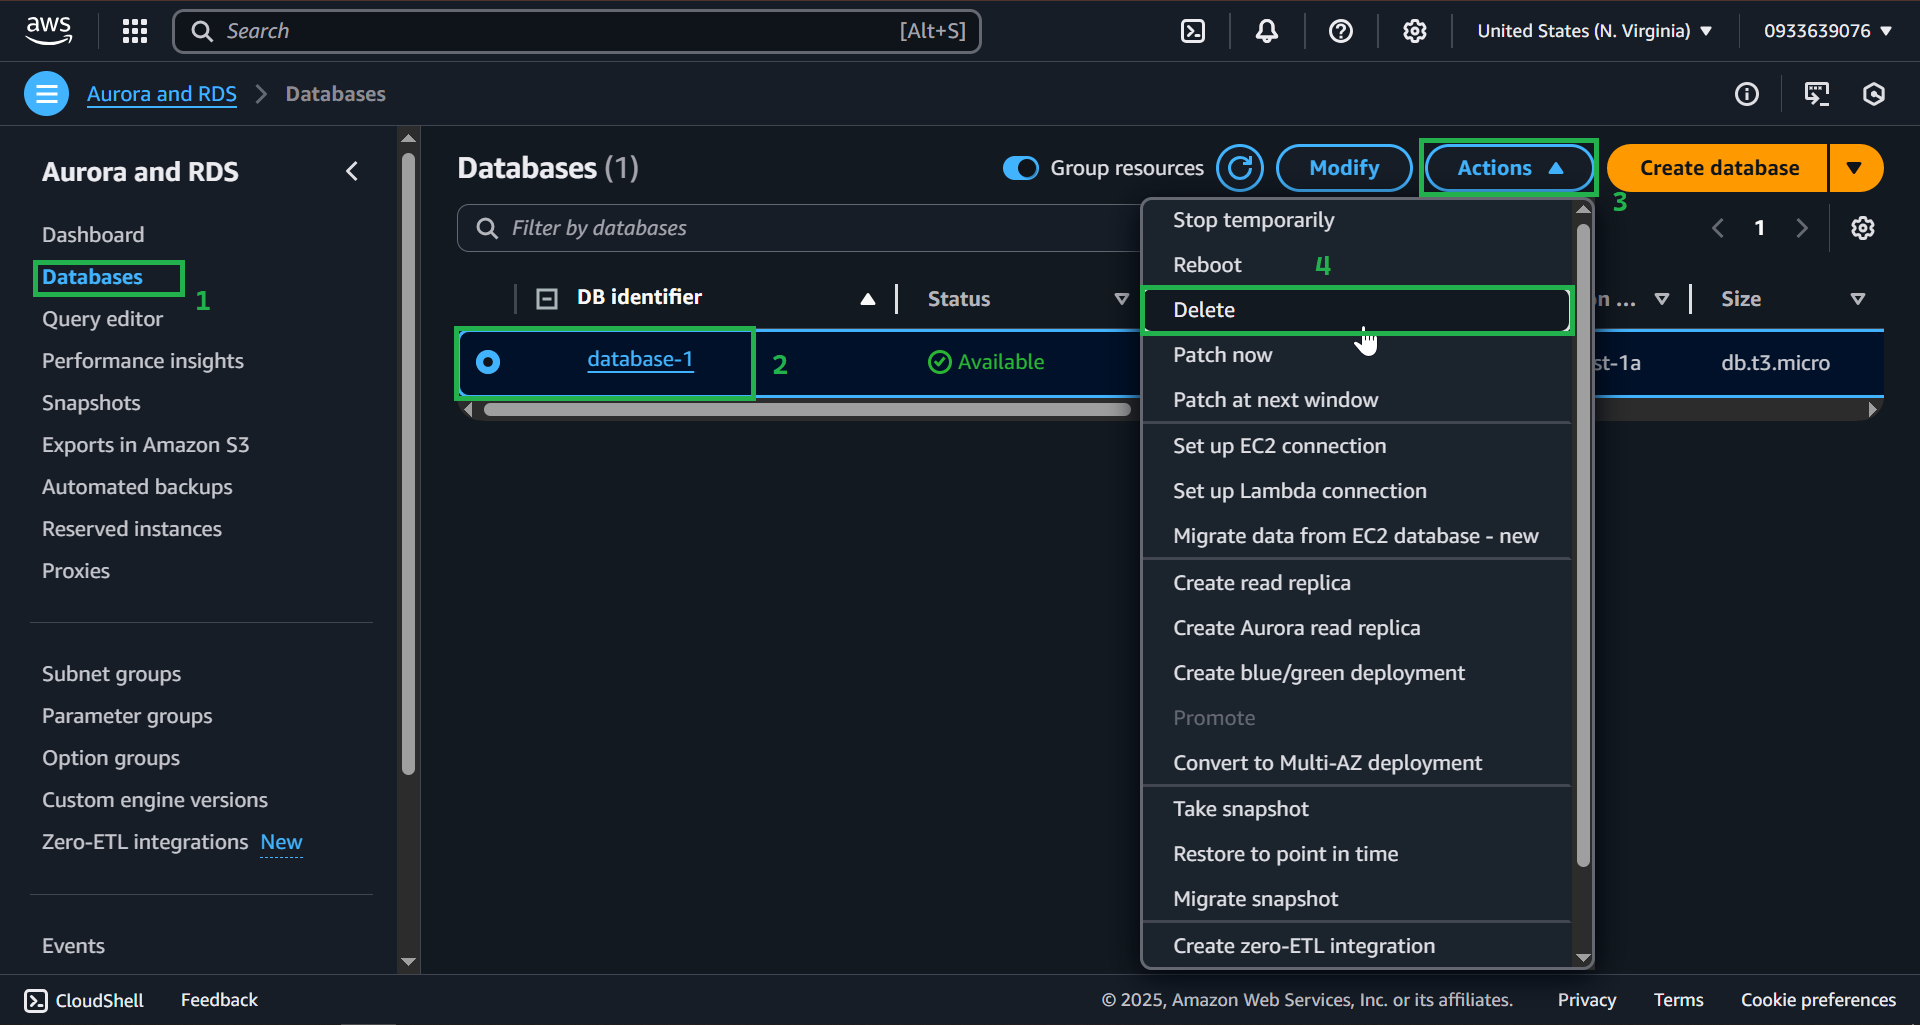 aws
Search [Alt+S]
United States (N. Virginia)
0933639076
Aurora and RDS
Databases
Aurora and RDS
Dashboard
Databases
1
Query editor
Performance insights
Snapshots
Exports in Amazon S3
Automated backups
Reserved instances
Proxies
Subnet groups
Parameter groups
Option groups
Custom engine versions
Zero-ETL integrations New
Events
Databases (1)
Group resources
Modify
Actions
Create database
3
Filter by databases
1
DB identifier
Status
n ...
Size
database-1
2
Available
st-1a
db.t3.micro
Stop temporarily
Reboot
4
Delete
Patch now
Patch at next window
Set up EC2 connection
Set up Lambda connection
Migrate data from EC2 database - new
Create read replica
Create Aurora read replica
Create blue/green deployment
Promote
Convert to Multi-AZ deployment
Take snapshot
Restore to point in time
Migrate snapshot
Create zero-ETL integration
CloudShell
Feedback
© 2025, Amazon Web Services, Inc. or its affiliates.
Privacy
Terms
Cookie preferences